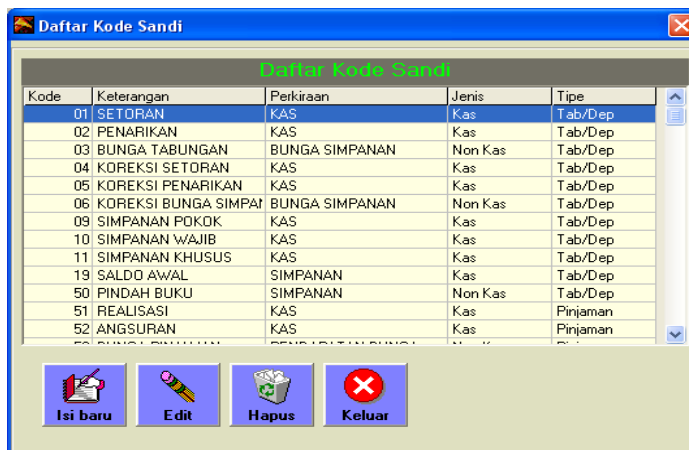 Daftar Kode Sandi
Daftar Kode Sandi
Kode Keterangan Perkiraan Jenis Tipe
01 SETORAN KAS Kas Tab/Dep
02 PENARIKAN KAS Kas Tab/Dep
03 BUNGA TABUNGAN BUNGA SIMPANAN Non Kas Tab/Dep
04 KOREKSI SETORAN KAS Kas Tab/Dep
05 KOREKSI PENARIKAN KAS Kas Tab/Dep
06 KOREKSI BUNGA SIMPAN BUNGA SIMPANAN Non Kas Tab/Dep
09 SIMPANAN POKOK KAS Kas Tab/Dep
10 SIMPANAN WAJIB KAS Kas Tab/Dep
11 SIMPANAN KHUSUS KAS Kas Tab/Dep
19 SALDO AWAL SIMPANAN Kas Tab/Dep
50 PINDAH BUKU SIMPANAN Non Kas Tab/Dep
51 REALISASI KAS Kas Pinjaman
52 ANGSURAN KAS Kas Pinjaman
Isi baru Edit Hapus Keluar